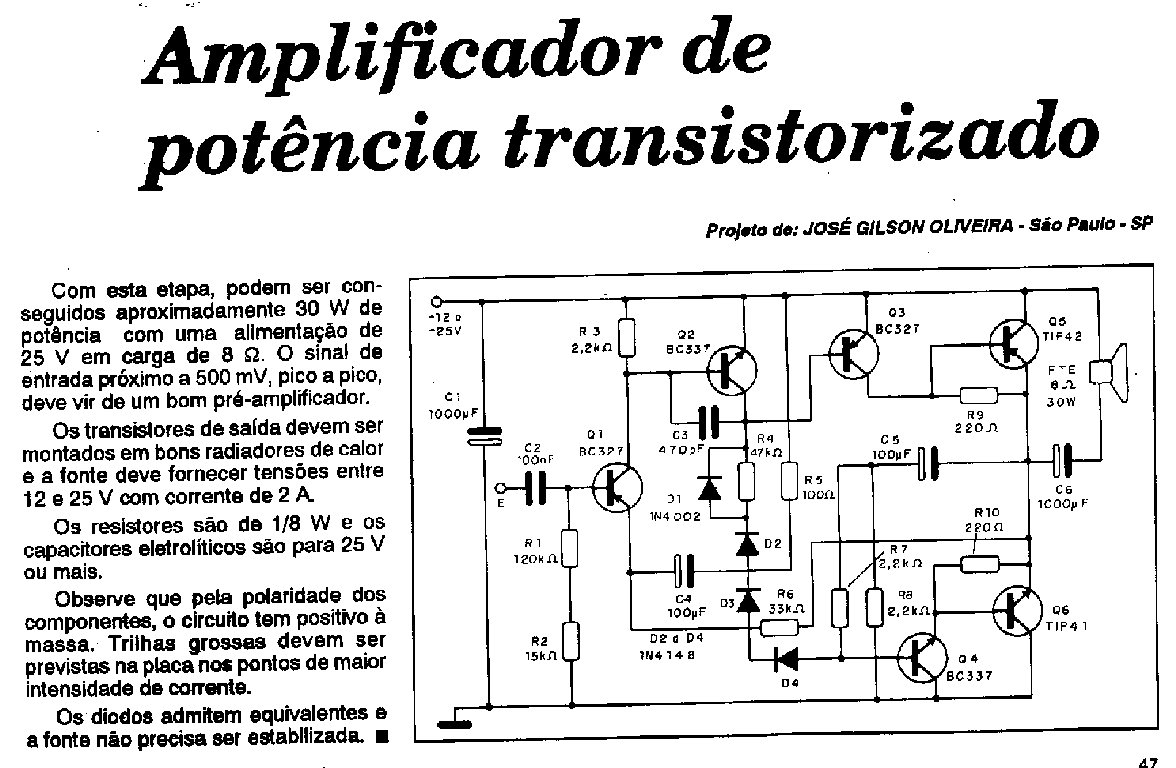 Amplificador de
potência transistorizado
Projeto de: JOSÉ GILSON OLIVEIRA - São Paulo - SP
Com esta etapa, podem ser con-
seguidos aproximadamente 30 W de
potência com uma alimentação de
25 V em carga de 8 Ω. O sinal de
entrada próximo a 500 mV, pico a pico,
deve vir de um bom pré-amplificador.
Os transistores de saída devem ser
montados em bons radiadores de calor
e a fonte deve fornecer tensões entre
12 e 25 V com corrente de 2 A.
Os resistores são de 1/8 W e os
capacitores eletrolíticos são para 25 V
ou mais.
Observe que pela polaridade dos
componentes, o circuito tem positivo à
massa. Trilhas grossas devem ser
previstas na placa nos pontos de maior
intensidade de corrente.
Os diodos admitem equivalentes e
a fonte não precisa ser estabilizada. ■
-12 a
-25V
C1
1000µF
C2
100nF
E
R1
120kΩ
R2
15kΩ
R3
2,2kΩ
Q1
BC327
Q2
BC337
C3
470pF
D1
1N4002
R4
47kΩ
R5
100Ω
D2
C4
100µF
D3
R6
33kΩ
D2 a D4
1N4148
D4
Q3
BC327
Q5
TIP42
R9
220Ω
FTE
8Ω
30W
C5
100µF
C6
1000µF
R10
220Ω
R7
2,2kΩ
R8
2,2kΩ
Q6
TIP41
Q4
BC337
47